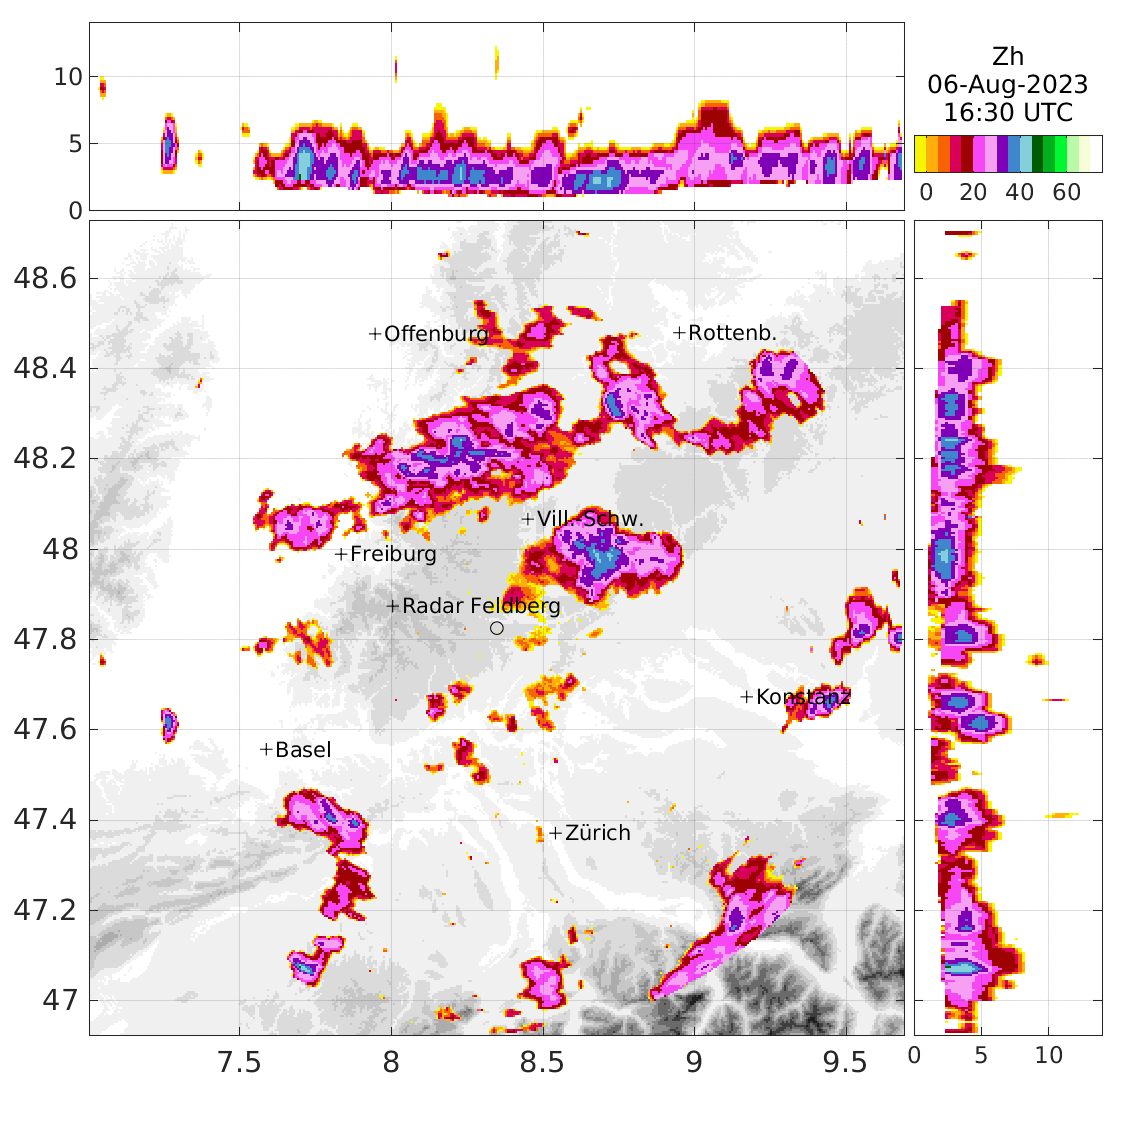 10
5
0
Zh
06-Aug-2023
16:30 UTC
0 20 40 60
48.6
48.4
48.2
48
47.8
47.6
47.4
47.2
47
+Offenburg
+Rottenb.
+Vill.-Schw.
+Freiburg
+Radar Feldberg
+Konstanz
+Basel
+Zürich
7.5 8 8.5 9 9.5
0 5 10